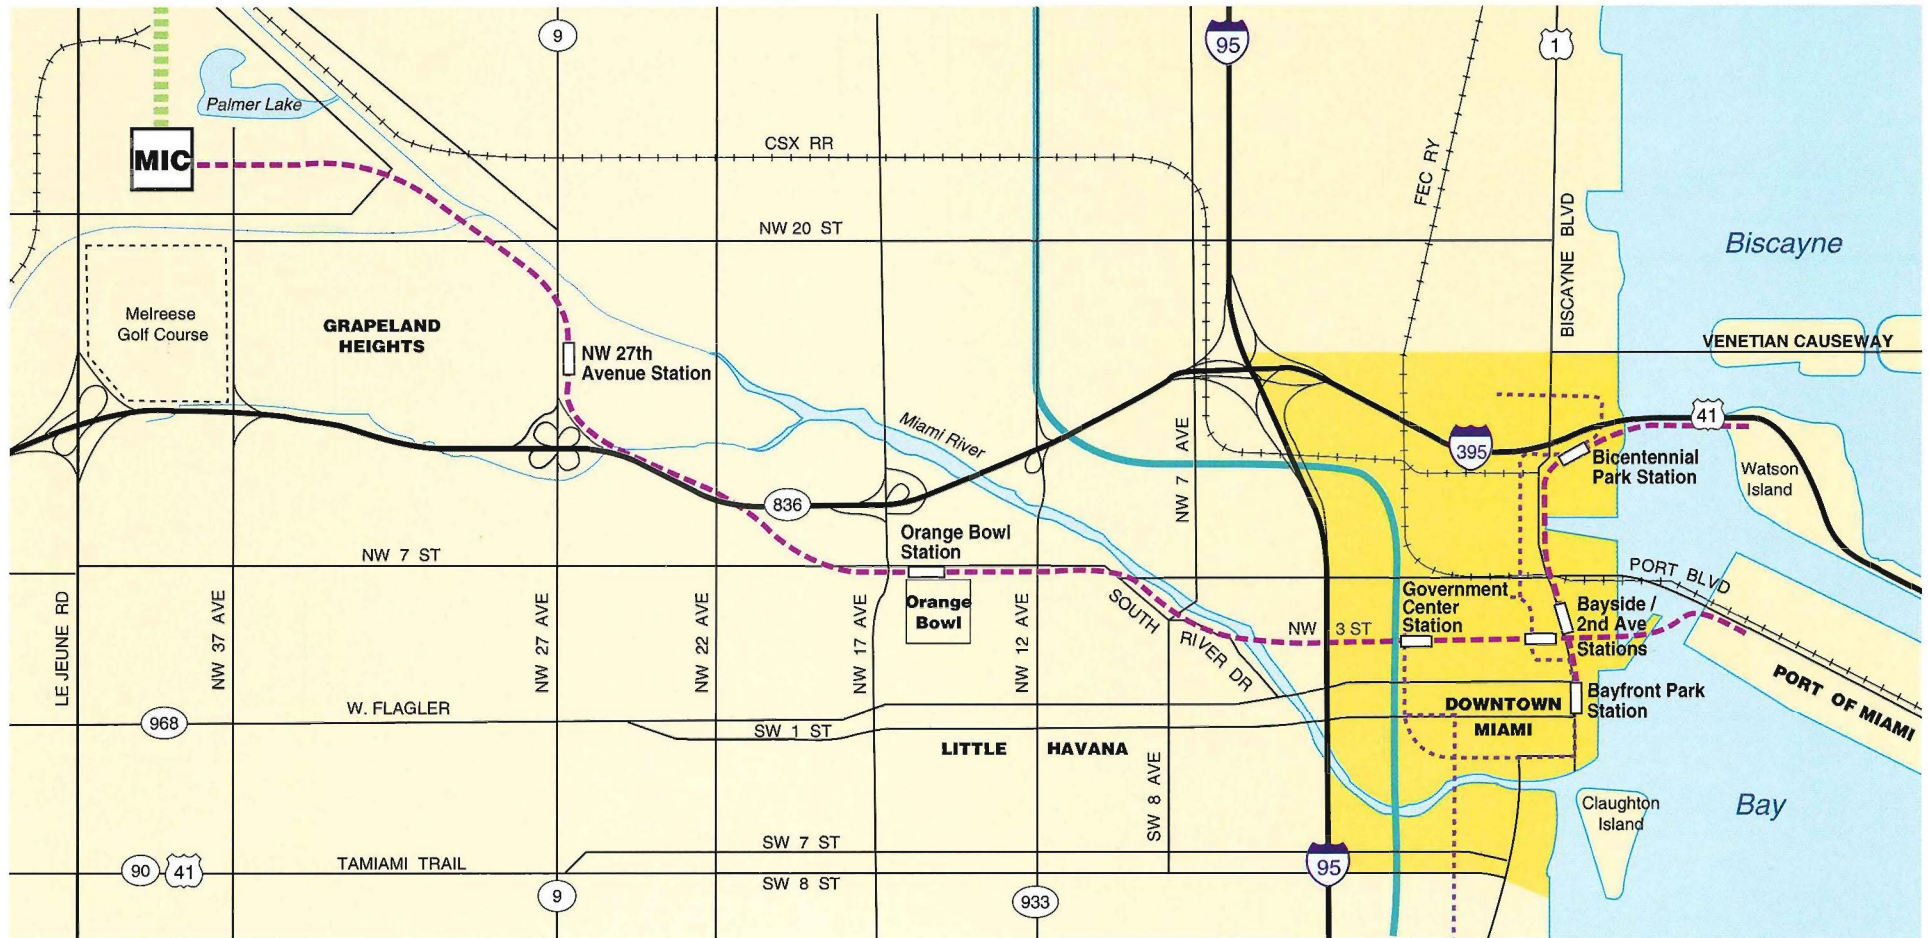 9
95
1
Palmer Lake
MIC
CSX RR
FEC RY
NW 20 ST
BISCAYNE BLVD
Biscayne
Melreese
Golf Course
GRAPELAND
HEIGHTS
NW 27th
Avenue Station
VENETIAN CAUSEWAY
41
Miami River
NW 7 AVE
395
Bicentennial
Park Station
Watson
Island
836
Orange Bowl
Station
NW 7 ST
PORT BLVD
LE JEUNE RD
NW 37 AVE
NW 27 AVE
NW 22 AVE
NW 17 AVE
Orange
Bowl
NW 12 AVE
SOUTH RIVER DR
Government
Center
Station
NW 3 ST
Bayside /
2nd Ave
Stations
PORT OF MIAMI
Bayfront Park
Station
DOWNTOWN
MIAMI
968
W. FLAGLER
SW 1 ST
LITTLE HAVANA
SW 8 AVE
Claughton
Island
Bay
SW 7 ST
90
41
TAMIAMI TRAIL
SW 8 ST
95
9
933